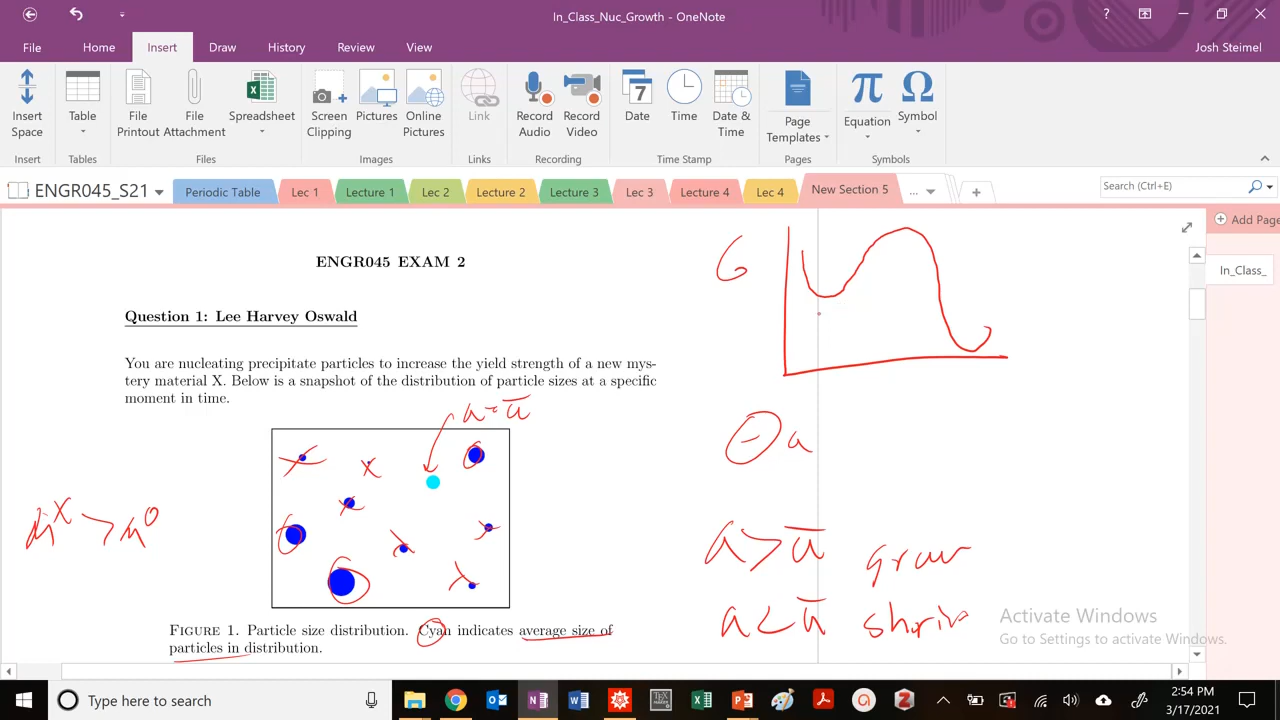 In_Class_Nuc_Growth - OneNote
?
File
Home
Insert
Draw
History
Review
View
Josh Steimel
Insert Space
Table
File Printout
File Attachment
Spreadsheet
Screen Clipping
Pictures
Online Pictures
Link
Record Audio
Record Video
7
Date
Time
Date & Time
Page Templates
π
Equation
Ω
Symbol
Insert
Tables
Files
Images
Links
Recording
Time Stamp
Pages
Symbols
ENGR045_S21
Periodic Table
Lec 1
Lecture 1
Lec 2
Lecture 2
Lecture 3
Lec 3
Lecture 4
Lec 4
New Section 5
...
+
Search (Ctrl+E)
Add Page
In_Class_
ENGR045 EXAM 2
G
Question 1: Lee Harvey Oswald
You are nucleating precipitate particles to increase the yield strength of a new mys-
tery material X. Below is a snapshot of the distribution of particle sizes at a specific
moment in time.
a
a > a̅ grow
a < a̅ shrink
Figure 1. Particle size distribution. Cyan indicates average size of
particles in distribution.
Activate Windows
Go to Settings to activate Windows.
Type here to search
2:54 PM
3/17/2021